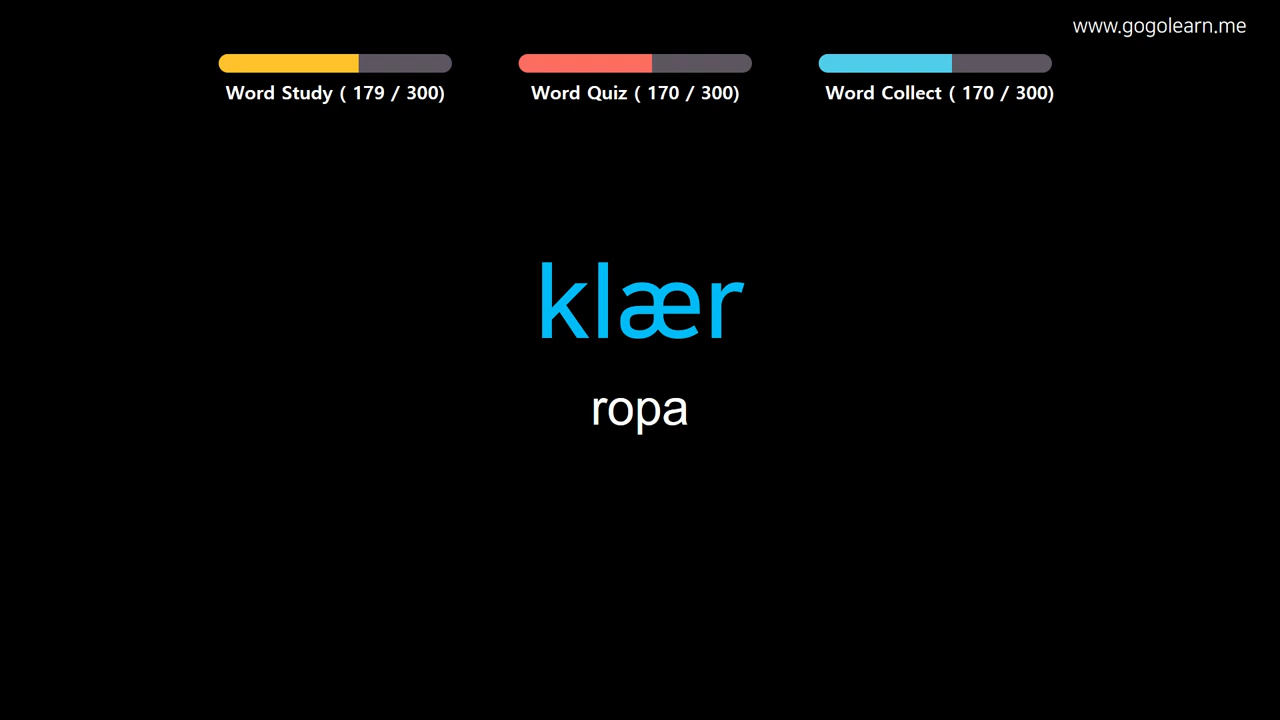 www.gogolearn.me
Word Study ( 179 / 300)
Word Quiz ( 170 / 300)
Word Collect ( 170 / 300)
klær
ropa